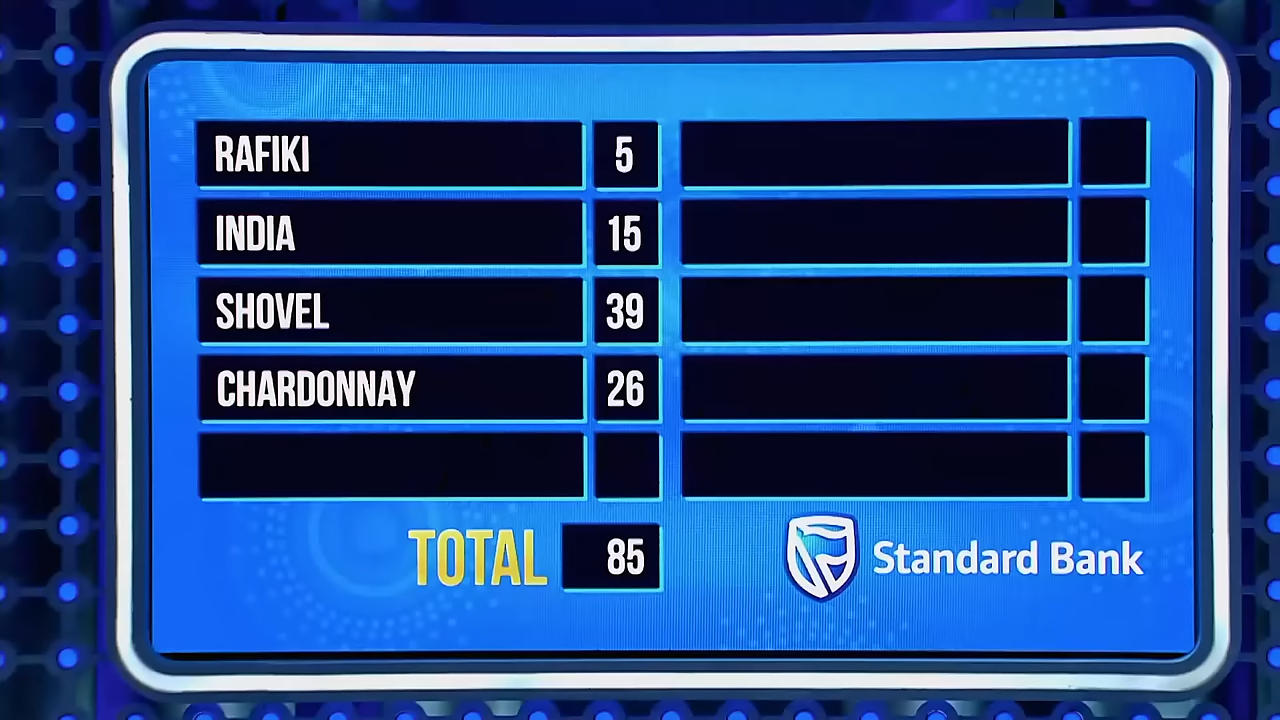 RAFIKI 5
INDIA 15
SHOVEL 39
CHARDONNAY 26
TOTAL 85
Standard Bank